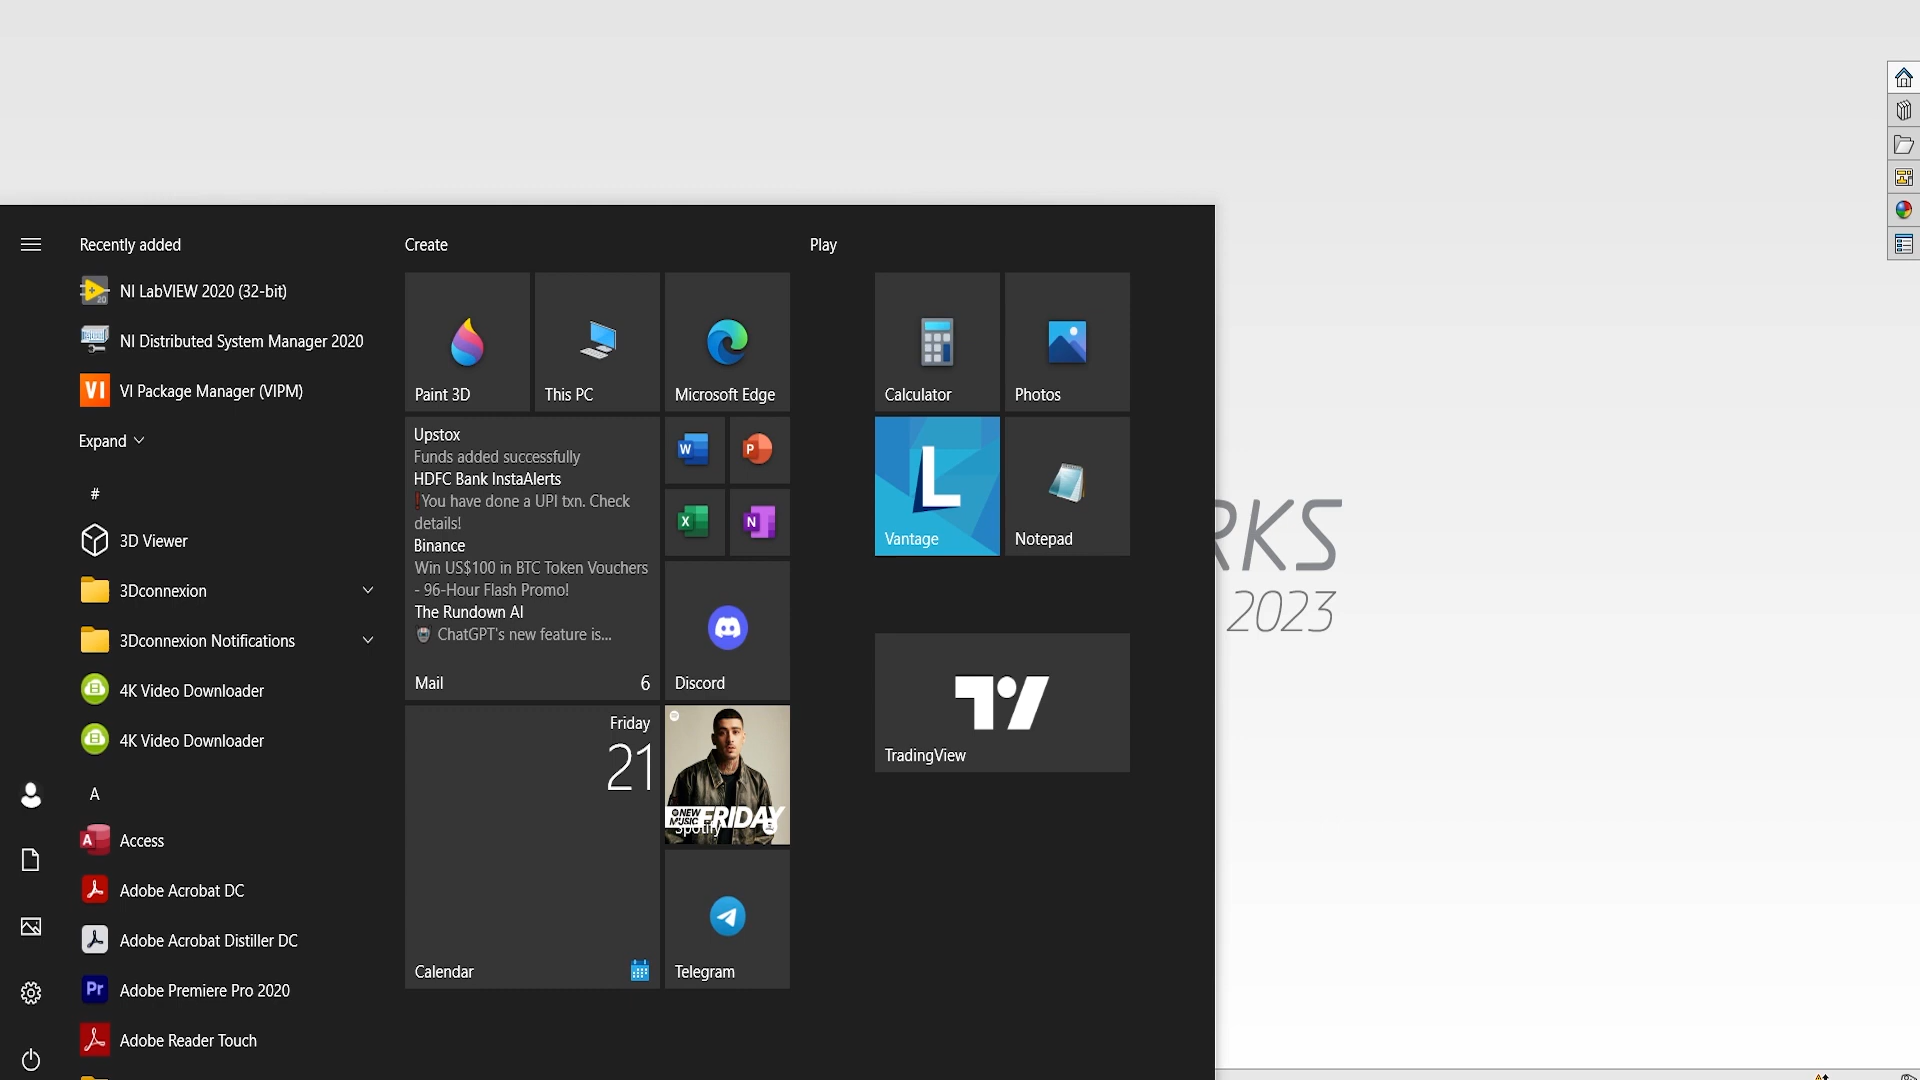 Recently added
NI LabVIEW 2020 (32-bit)
NI Distributed System Manager 2020
VI Package Manager (VIPM)
Expand
#
3D Viewer
3Dconnexion
3Dconnexion Notifications
4K Video Downloader
4K Video Downloader
A
Access
Adobe Acrobat DC
Adobe Acrobat Distiller DC
Adobe Premiere Pro 2020
Adobe Reader Touch
Create
Paint 3D
This PC
Microsoft Edge
Upstox
Funds added successfully
HDFC Bank InstaAlerts
❗You have done a UPI txn. Check
details!
Binance
Win US$100 in BTC Token Vouchers
- 96-Hour Flash Promo!
The Rundown AI
ChatGPT's new feature is...
Mail 6
Discord
Friday
21
Calendar
NEW MUSIC FRIDAY
Spotify
Telegram
Play
Calculator
Photos
Vantage
Notepad
TradingView
RKS
2023